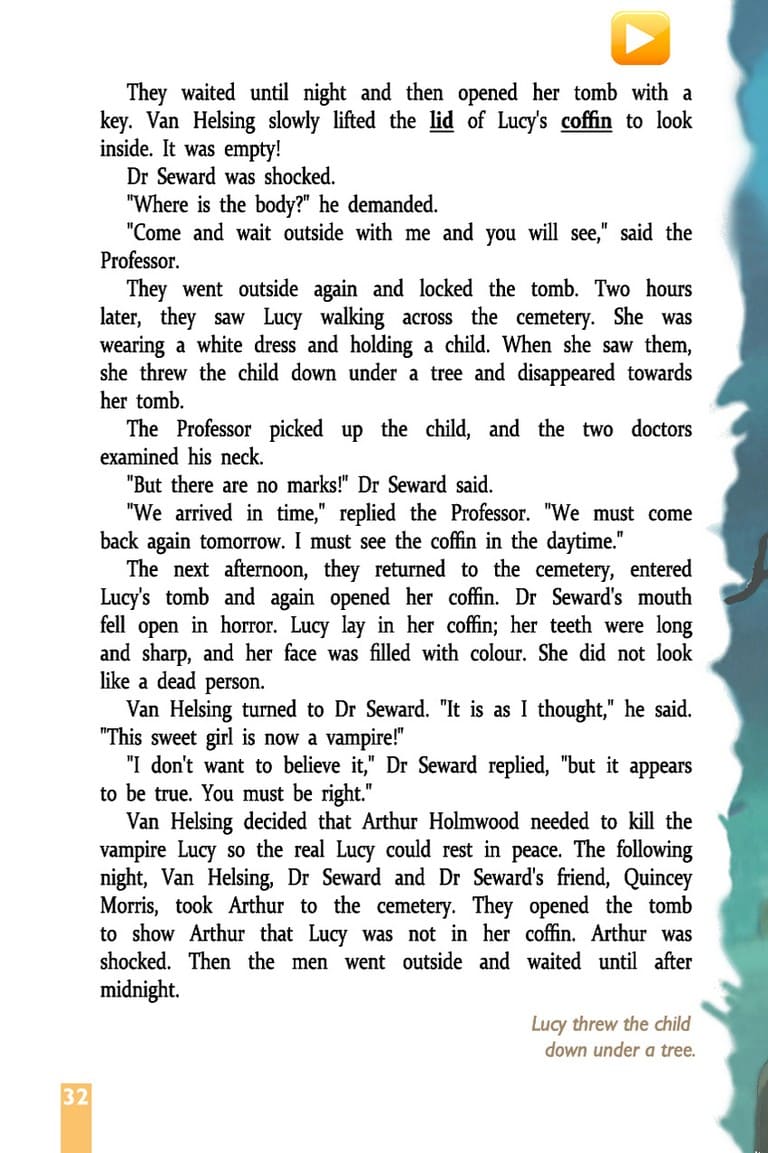 They waited until night and then opened her tomb with a
key. Van Helsing slowly lifted the lid of Lucy's coffin to look
inside. It was empty!
Dr Seward was shocked.
"Where is the body?" he demanded.
"Come and wait outside with me and you will see," said the
Professor.
They went outside again and locked the tomb. Two hours
later, they saw Lucy walking across the cemetery. She was
wearing a white dress and holding a child. When she saw them,
she threw the child down under a tree and disappeared towards
her tomb.
The Professor picked up the child, and the two doctors
examined his neck.
"But there are no marks!" Dr Seward said.
"We arrived in time," replied the Professor. "We must come
back again tomorrow. I must see the coffin in the daytime."
The next afternoon, they returned to the cemetery, entered
Lucy's tomb and again opened her coffin. Dr Seward's mouth
fell open in horror. Lucy lay in her coffin; her teeth were long
and sharp, and her face was filled with colour. She did not look
like a dead person.
Van Helsing turned to Dr Seward. "It is as I thought," he said.
"This sweet girl is now a vampire!"
"I don't want to believe it," Dr Seward replied, "but it appears
to be true. You must be right."
Van Helsing decided that Arthur Holmwood needed to kill the
vampire Lucy so the real Lucy could rest in peace. The following
night, Van Helsing, Dr Seward and Dr Seward's friend, Quincey
Morris, took Arthur to the cemetery. They opened the tomb
to show Arthur that Lucy was not in her coffin. Arthur was
shocked. Then the men went outside and waited until after
midnight.
Lucy threw the child
down under a tree.
32